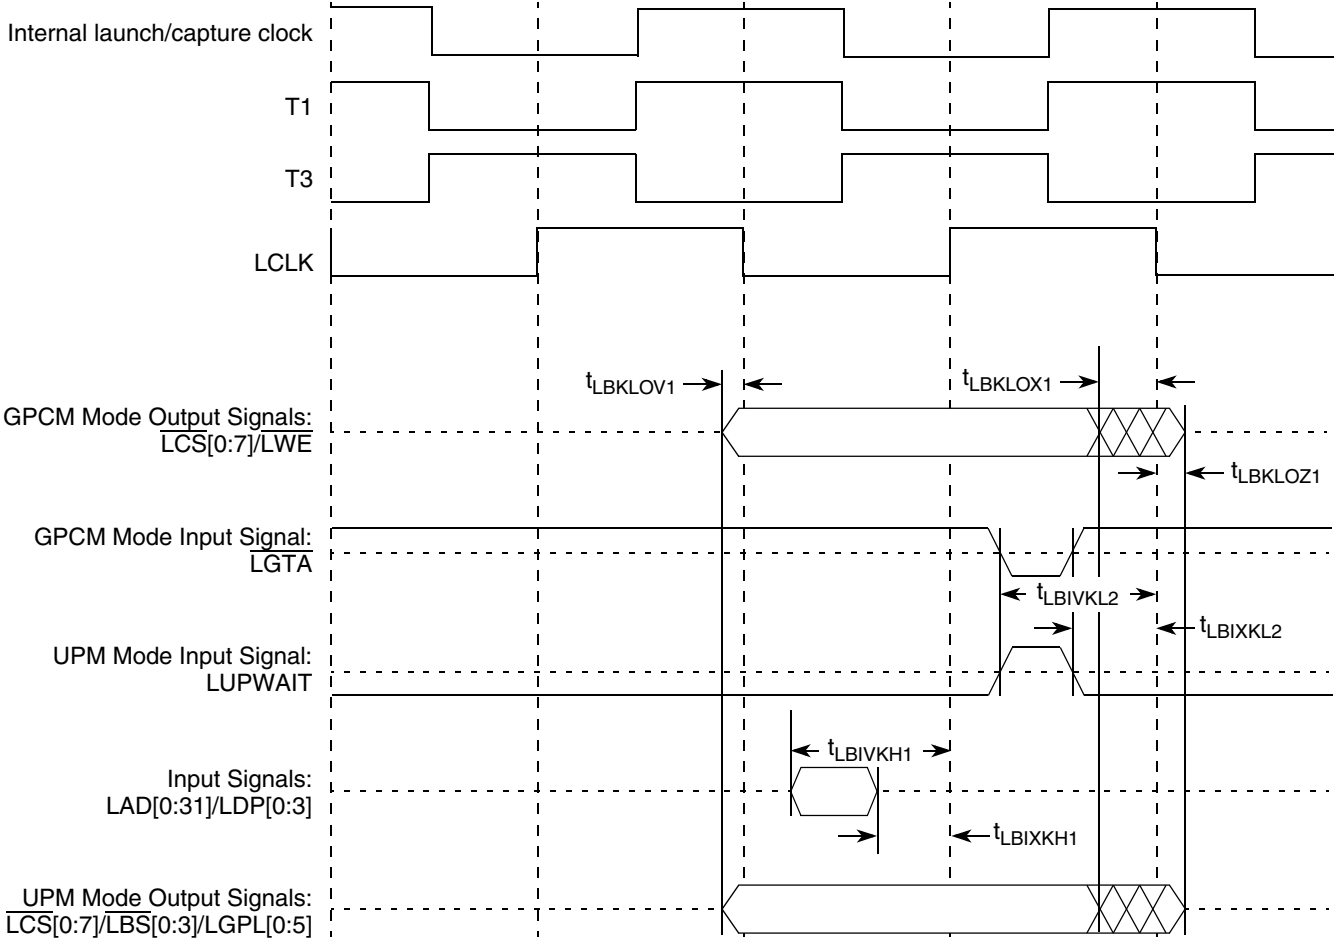 Internal launch/capture clock
T1
T3
LCLK
tLBKLOV1
tLBKLOX1
GPCM Mode Output Signals:
LCS[0:7]/LWE
tLBKLOZ1
GPCM Mode Input Signal:
LGTA
tLBIVKL2
tLBIXKL2
UPM Mode Input Signal:
LUPWAIT
tLBIVKH1
Input Signals:
LAD[0:31]/LDP[0:3]
tLBIXKH1
UPM Mode Output Signals:
LCS[0:7]/LBS[0:3]/LGPL[0:5]